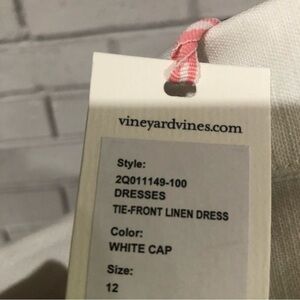 vineyardvines.com
Style:
2Q011149-100
DRESSES
TIE-FRONT LINEN DRESS
Color:
WHITE CAP
Size:
12